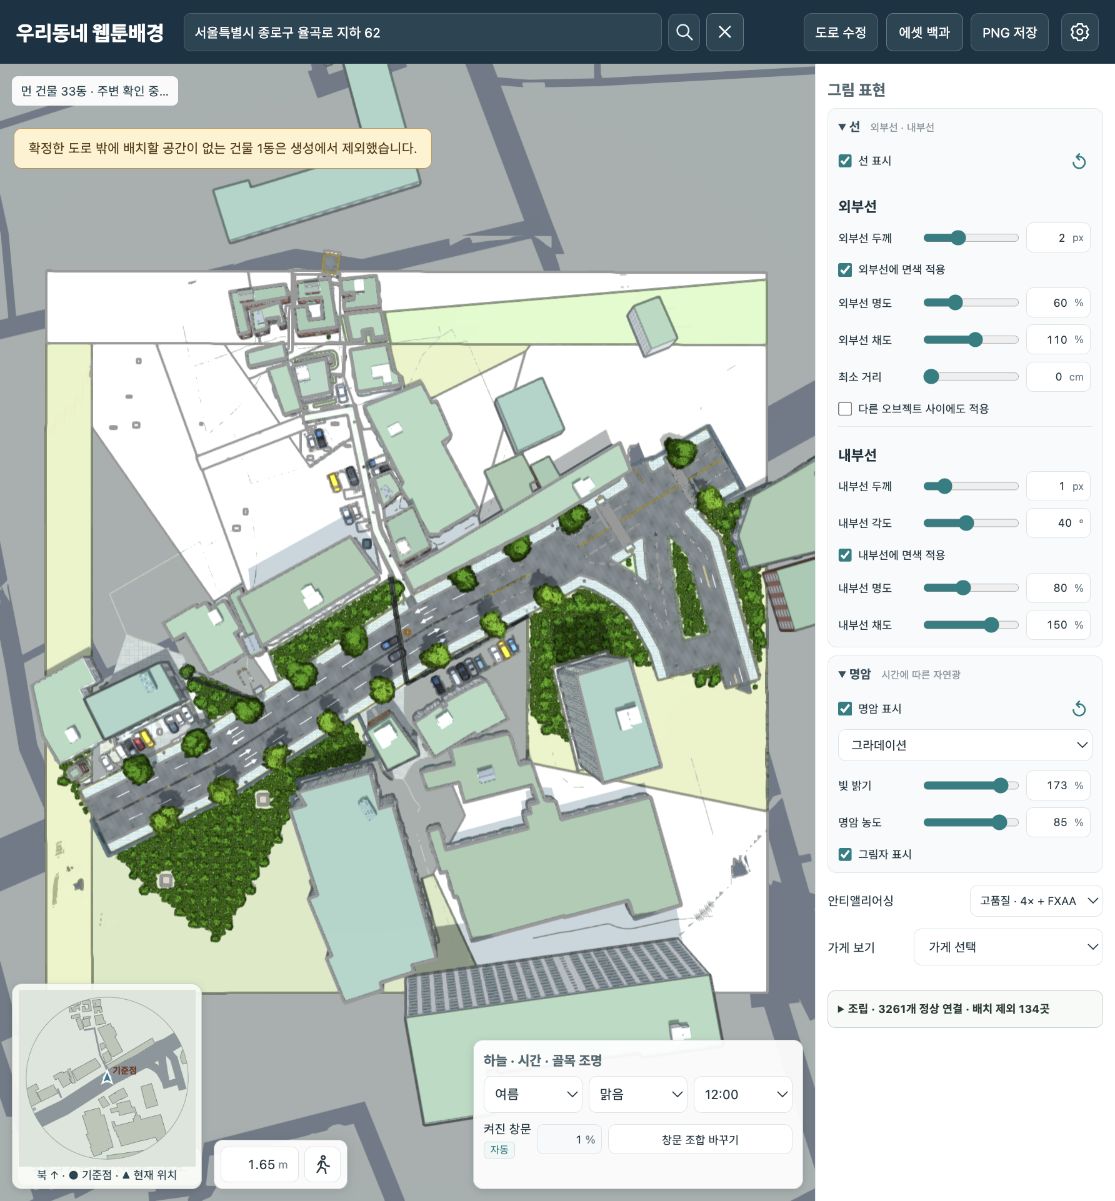 우리동네 웹툰배경
서울특별시 종로구 율곡로 지하 62
도로 수정
에셋 백과
PNG 저장
먼 건물 33동 · 주변 확인 중...
확정한 도로 밖에 배치할 공간이 없는 건물 1동은 생성에서 제외했습니다.
그림 표현
▼ 선 외부선 · 내부선
선 표시
외부선
외부선 두께 2 px
외부선에 면색 적용
외부선 명도 60 %
외부선 채도 110 %
최소 거리 0 cm
다른 오브젝트 사이에도 적용
내부선
내부선 두께 1 px
내부선 각도 40 °
내부선에 면색 적용
내부선 명도 80 %
내부선 채도 150 %
▼ 명암 시간에 따른 자연광
명암 표시
그라데이션
빛 밝기 173 %
명암 농도 85 %
그림자 표시
안티앨리어싱 고품질 · 4× + FXAA
가게 보기 가게 선택
▶ 조립 · 3261개 정상 연결 · 배치 제외 134곳
기준점
북 ↑ · ● 기준점 · ▲ 현재 위치
1.65 m
하늘 · 시간 · 골목 조명
여름 맑음 12:00
켜진 창문 자동 1 % 창문 조합 바꾸기